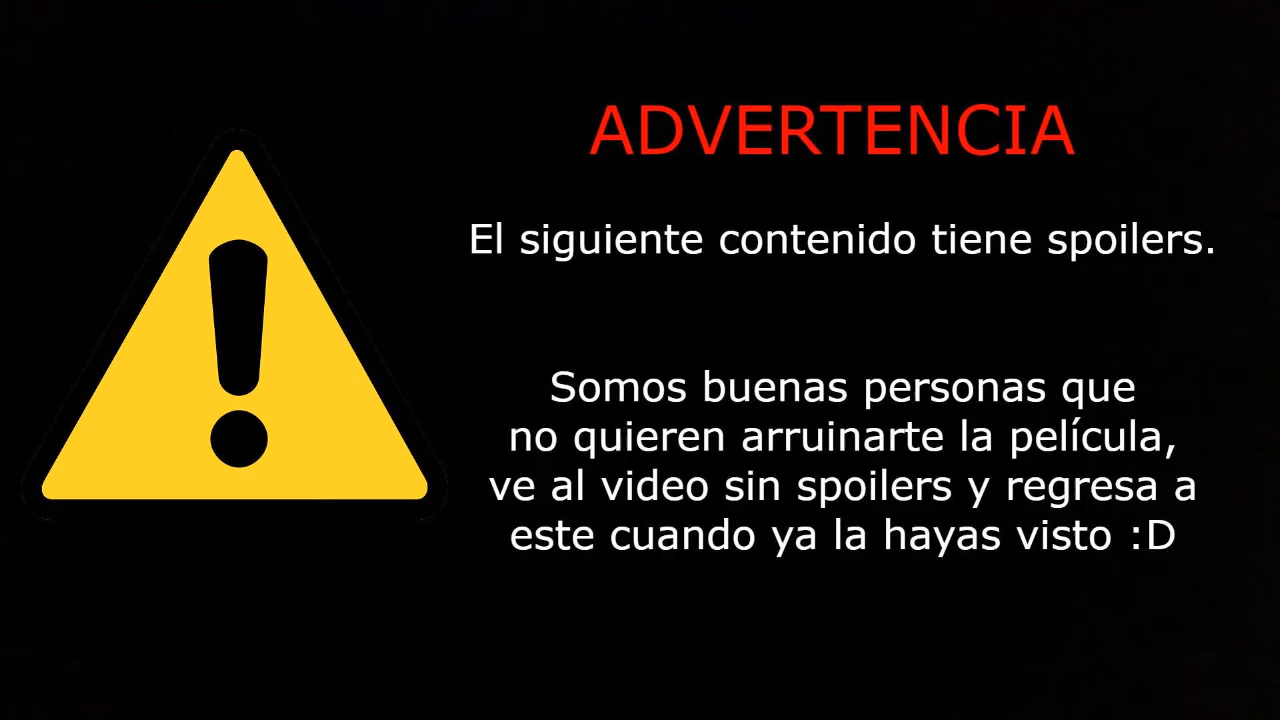 ADVERTENCIA
El siguiente contenido tiene spoilers.
Somos buenas personas que
no quieren arruinarte la película,
ve al video sin spoilers y regresa a
este cuando ya la hayas visto :D